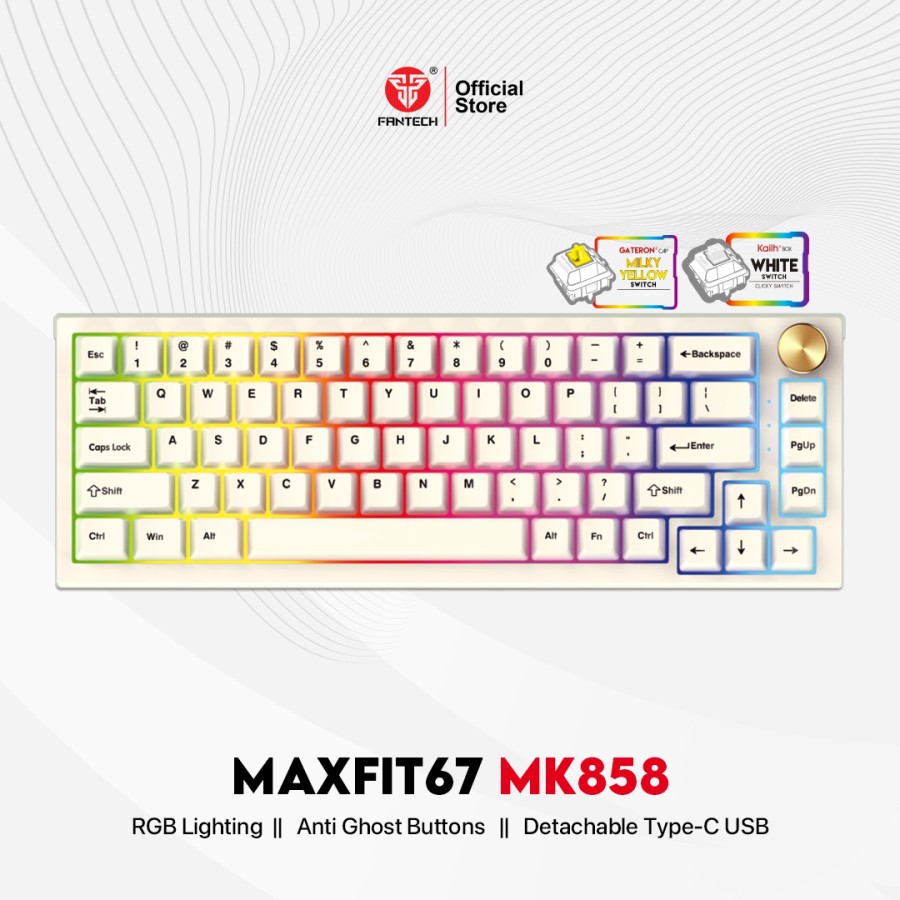 FANTECH®
Official
Store
GATERON® CAP
MILKY
YELLOW
SWITCH
Kailh® BOX
WHITE
SWITCH
CLICKY SWITCH
Esc ! 1 @ 2 # 3 $ 4 % 5 ^ 6 & 7 * 8 ( 9 ) 0 — - + = ←Backspace
Tab Q W E R T Y U I O P { [ } ] ¦ \ Delete
Caps Lock A S D F G H J K L : ; " , Enter PgUp
Shift Z X C V B N M < , > . ? / Shift ↑ PgDn
Ctrl Win Alt Alt Fn Ctrl ← ↓ →
MAXFIT67 MK858
RGB Lighting || Anti Ghost Buttons || Detachable Type-C USB